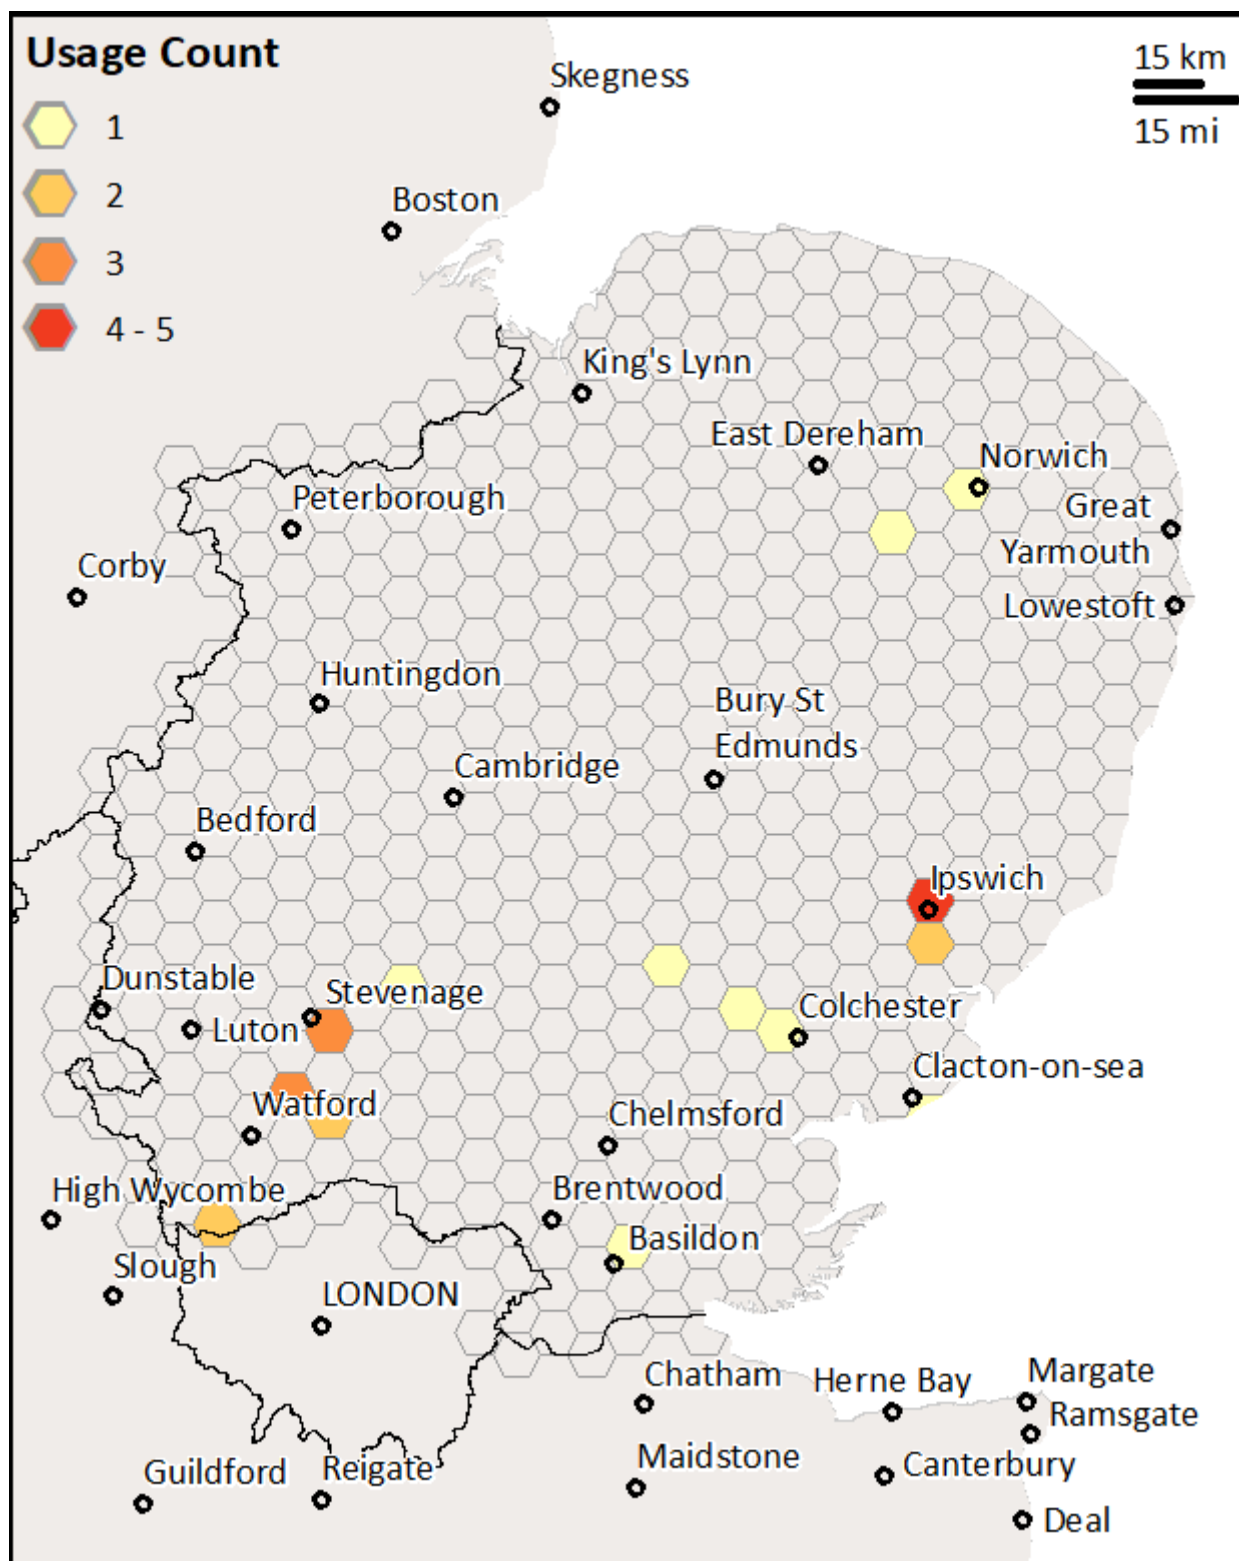 Usage Count
1
2
3
4 - 5
15 km
15 mi
Skegness
Boston
King's Lynn
East Dereham
Norwich
Peterborough
Great
Yarmouth
Corby
Lowestoft
Huntingdon
Bury St
Edmunds
Cambridge
Bedford
Ipswich
Dunstable
Stevenage
Luton
Colchester
Clacton-on-sea
Watford
Chelmsford
High Wycombe
Brentwood
Basildon
Slough
LONDON
Chatham
Herne Bay
Margate
Ramsgate
Guildford
Reigate
Maidstone
Canterbury
Deal